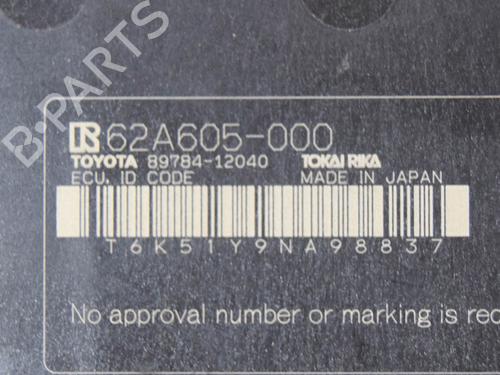 B-PARTS
R 62A605-000
TOYOTA 89784-12040 TOKAI RIKA
ECU. ID CODE MADE IN JAPAN
T6K51Y9NA98837
No approval number or marking is req